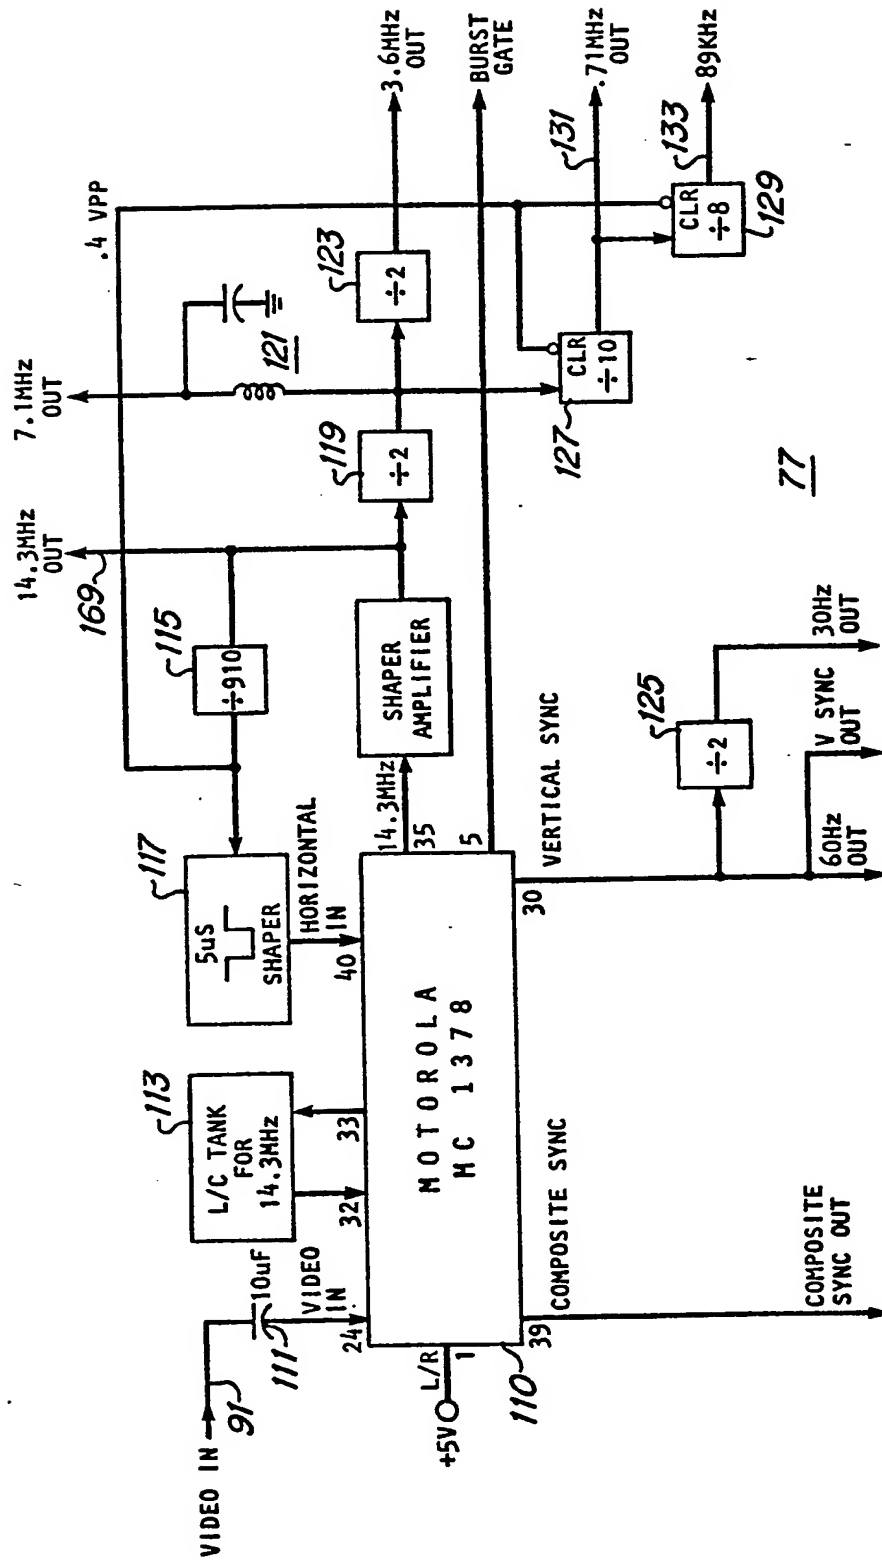 VIDEO IN
91
111
10uF
VIDEO
IN
24
L/C TANK
FOR
14.3MHz
113
32
33
5uS
SHAPER
117
HORIZONTAL
IN
40
÷910
115
14.3MHz
OUT
169
7.1MHz
OUT
.4 VPP
121
+5V
L/R
1
110
MOTOROLA
MC 1378
14.3MHz
35
SHAPER
AMPLIFIER
÷2
119
÷2
123
3.6MHz
OUT
5
BURST
GATE
CLR
÷10
127
131
.71MHz
OUT
CLR
÷8
129
133
89KHz
39
COMPOSITE SYNC
COMPOSITE
SYNC OUT
30
VERTICAL SYNC
÷2
125
60Hz
OUT
V SYNC
OUT
30Hz
OUT
77